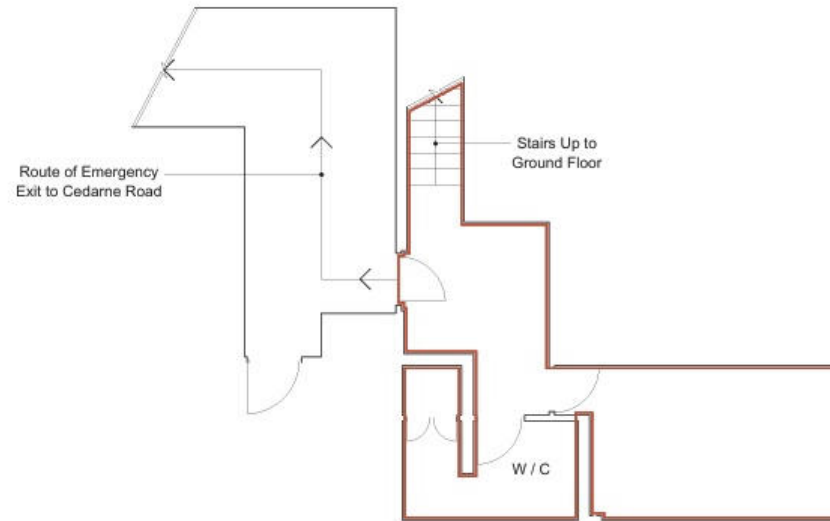 Stairs Up to
Ground Floor
Route of Emergency
Exit to Cedarne Road
W / C